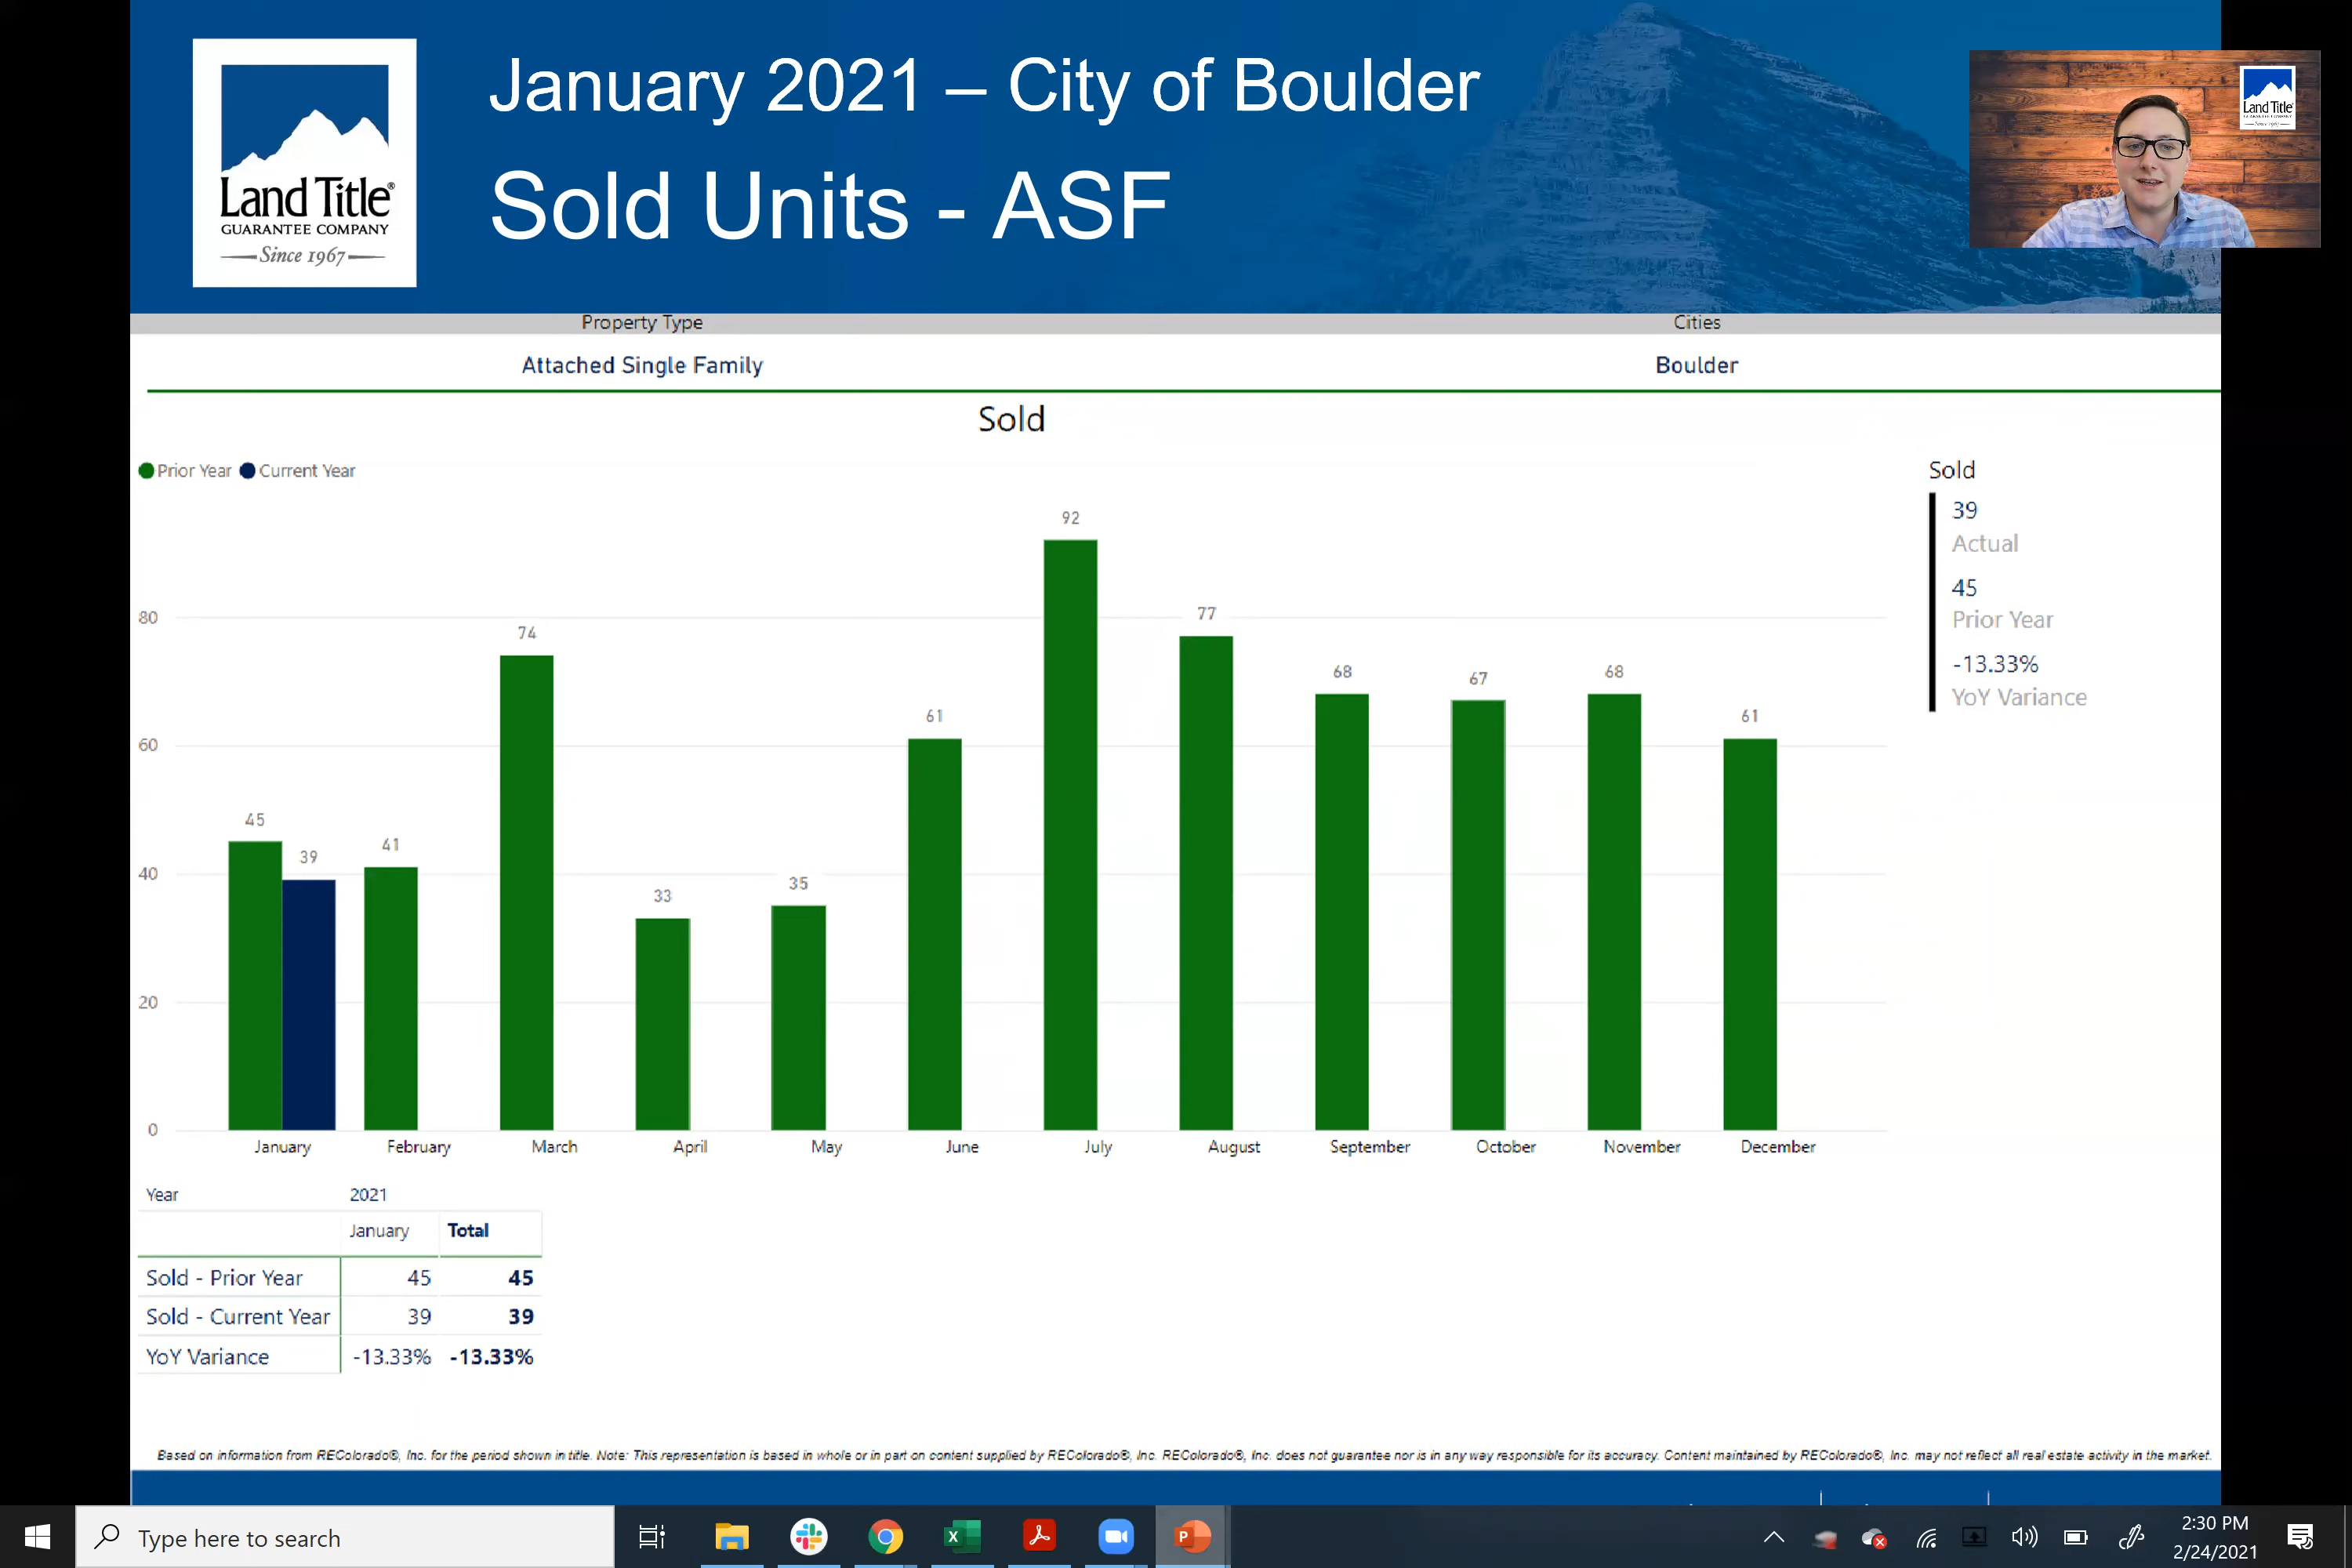 January 2021 – City of Boulder
Sold Units - ASF
Land Title®
GUARANTEE COMPANY
Since 1967
Land Title
Property Type
Cities
Attached Single Family
Boulder
Sold
Prior Year
Current Year
Sold
39
Actual
45
Prior Year
-13.33%
YoY Variance
80
60
40
20
0
45
39
41
74
33
35
61
92
77
68
67
68
61
January
February
March
April
May
June
July
August
September
October
November
December
Year 2021
January Total
Sold - Prior Year 45 45
Sold - Current Year 39 39
YoY Variance -13.33% -13.33%
Based on information from REColorado®, Inc. for the period shown in title. Note: This representation is based in whole or in part on content supplied by REColorado®, Inc. REColorado®, Inc. does not guarantee nor is in any way responsible for its accuracy. Content maintained by REColorado®, Inc. may not reflect all real estate activity in the market.
Type here to search
2:30 PM
2/24/2021